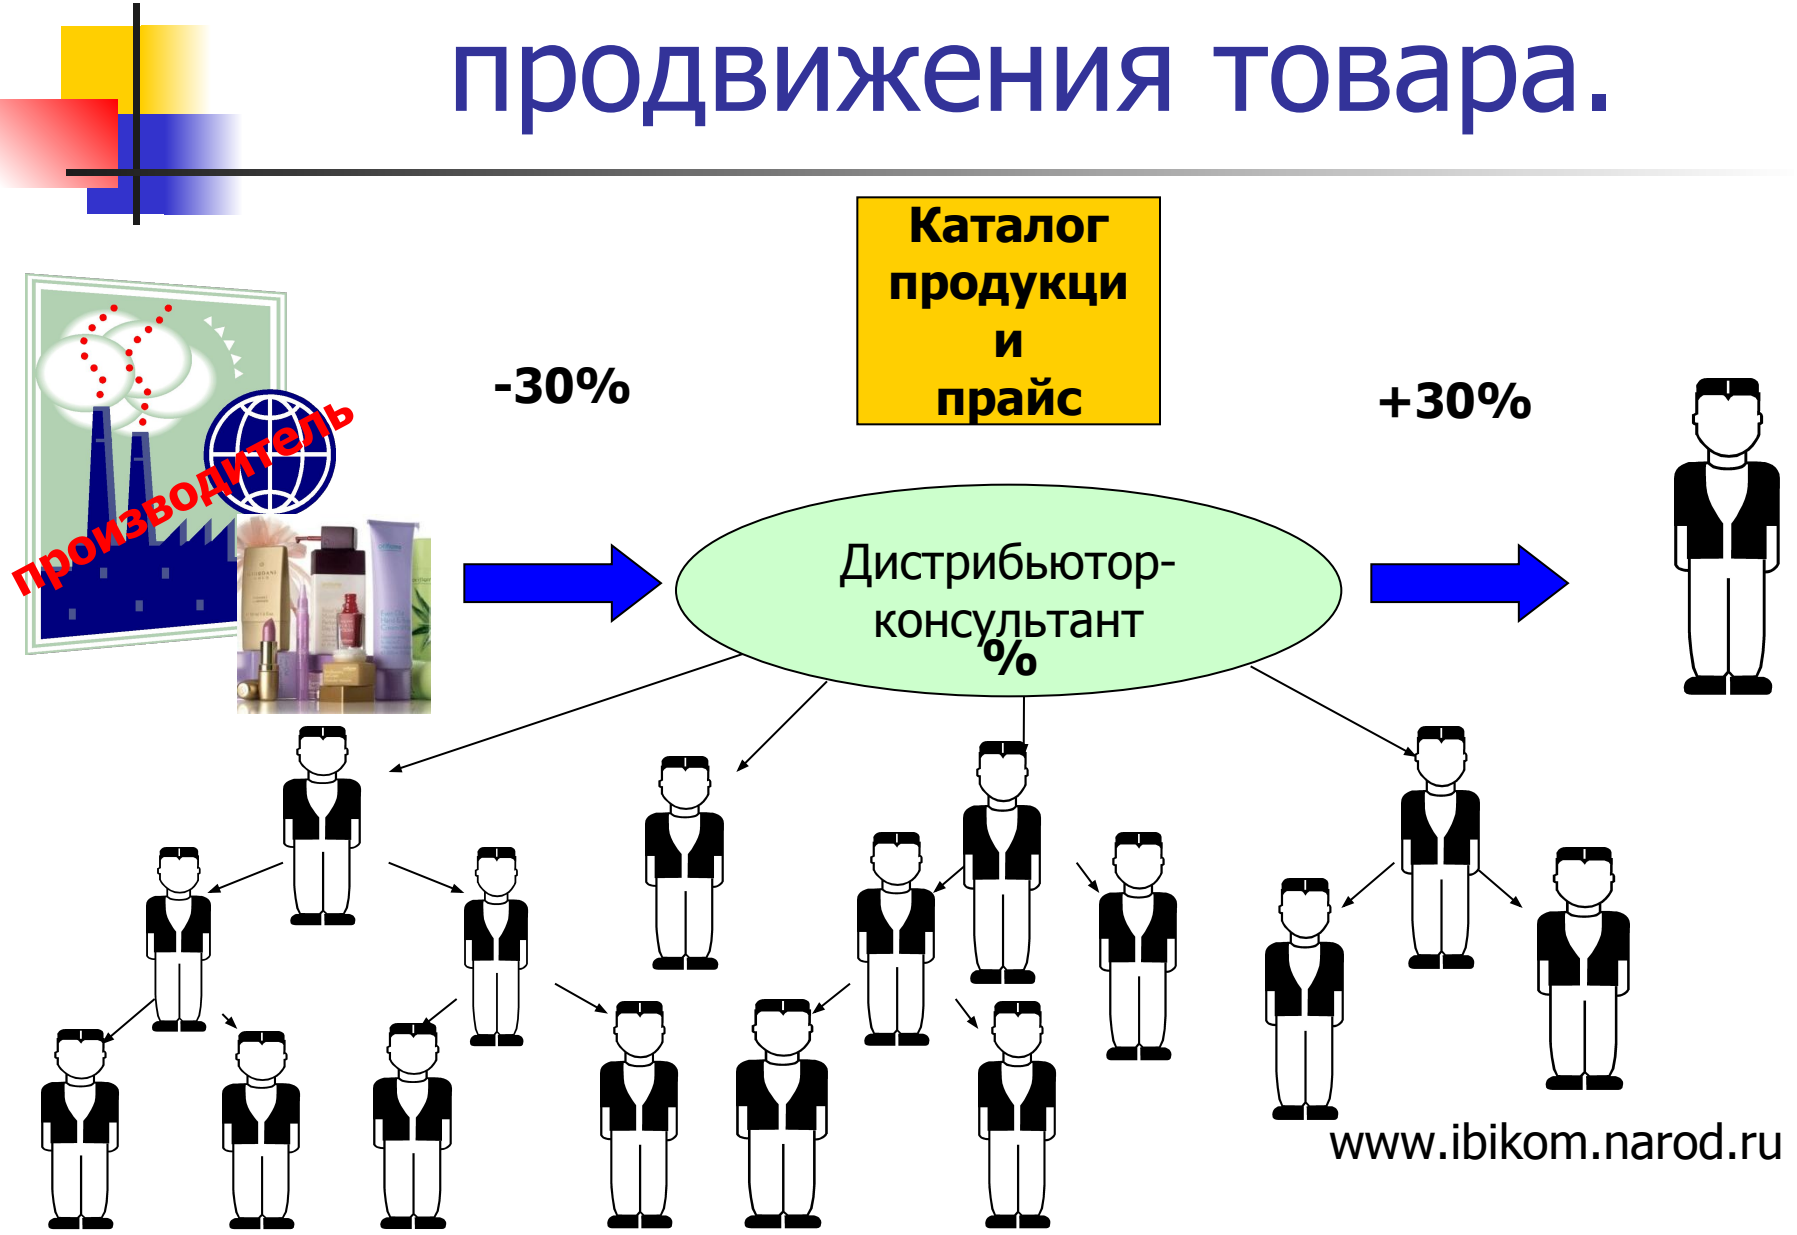 продвижения товара.
Каталог
продукци
и
прайс
-30%
+30%
производитель
Дистрибьютор-
консультант
%
www.ibikom.narod.ru